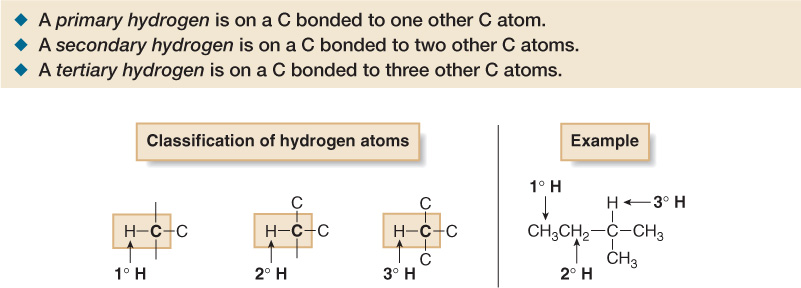 ◆ A primary hydrogen is on a C bonded to one other C atom.
◆ A secondary hydrogen is on a C bonded to two other C atoms.
◆ A tertiary hydrogen is on a C bonded to three other C atoms.
Classification of hydrogen atoms
H–C–C
1° H
C
H–C–C
2° H
C
H–C–C
C
3° H
Example
1° H
H
3° H
CH₃CH₂–C–CH₃
CH₃
2° H